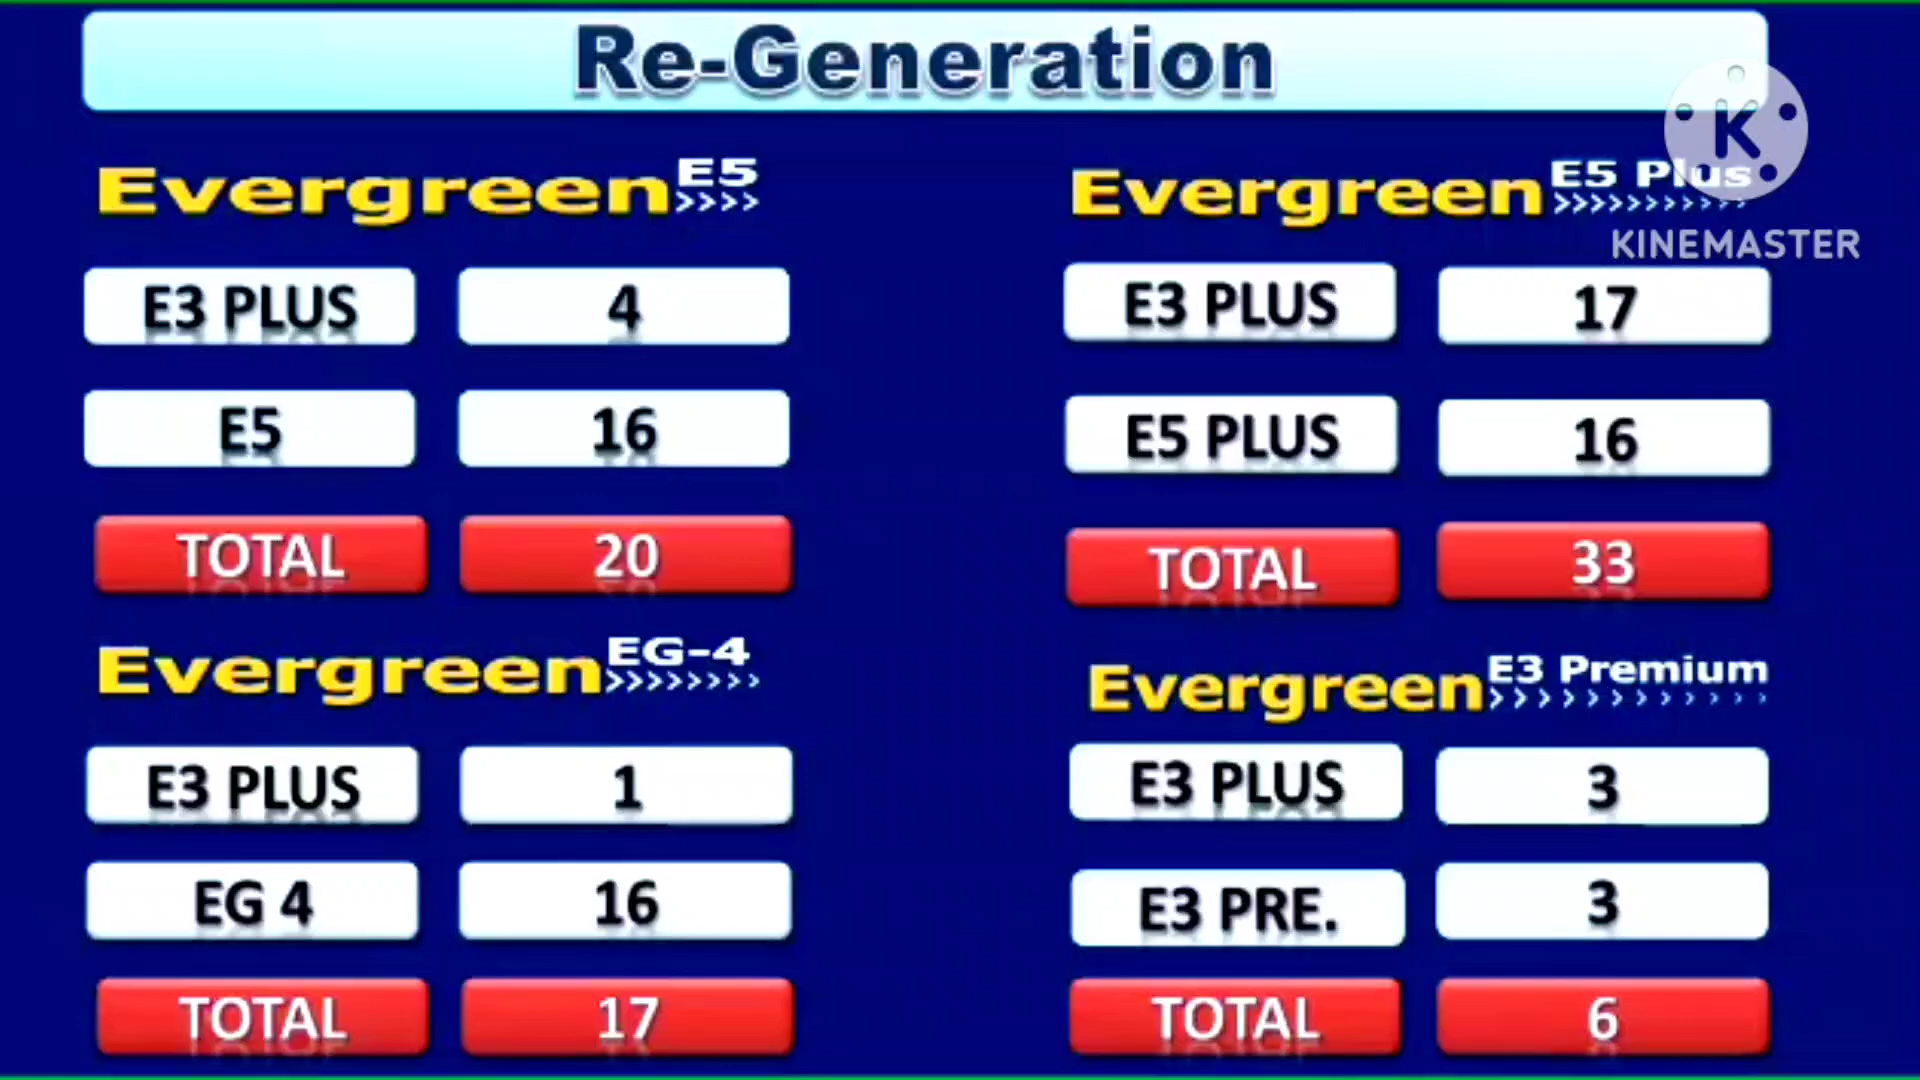 Re-Generation
K
KINEMASTER
Evergreen E5
E3 PLUS 4
E5 16
TOTAL 20
Evergreen E5 Plus
E3 PLUS 17
E5 PLUS 16
TOTAL 33
Evergreen EG-4
E3 PLUS 1
EG 4 16
TOTAL 17
Evergreen E3 Premium
E3 PLUS 3
E3 PRE. 3
TOTAL 6